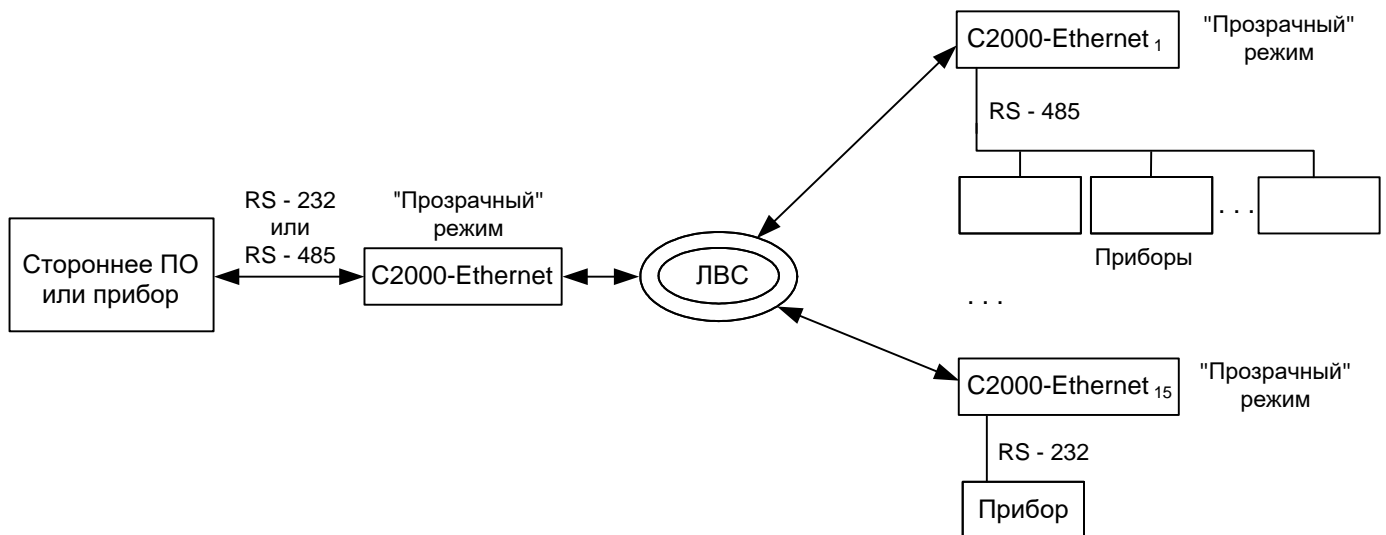 С2000-Ethernet 1
"Прозрачный"
режим
RS - 485
. . .
Приборы
RS - 232
или
RS - 485
"Прозрачный"
режим
Стороннее ПО
или прибор
С2000-Ethernet
ЛВС
. . .
С2000-Ethernet 15
"Прозрачный"
режим
RS - 232
Прибор